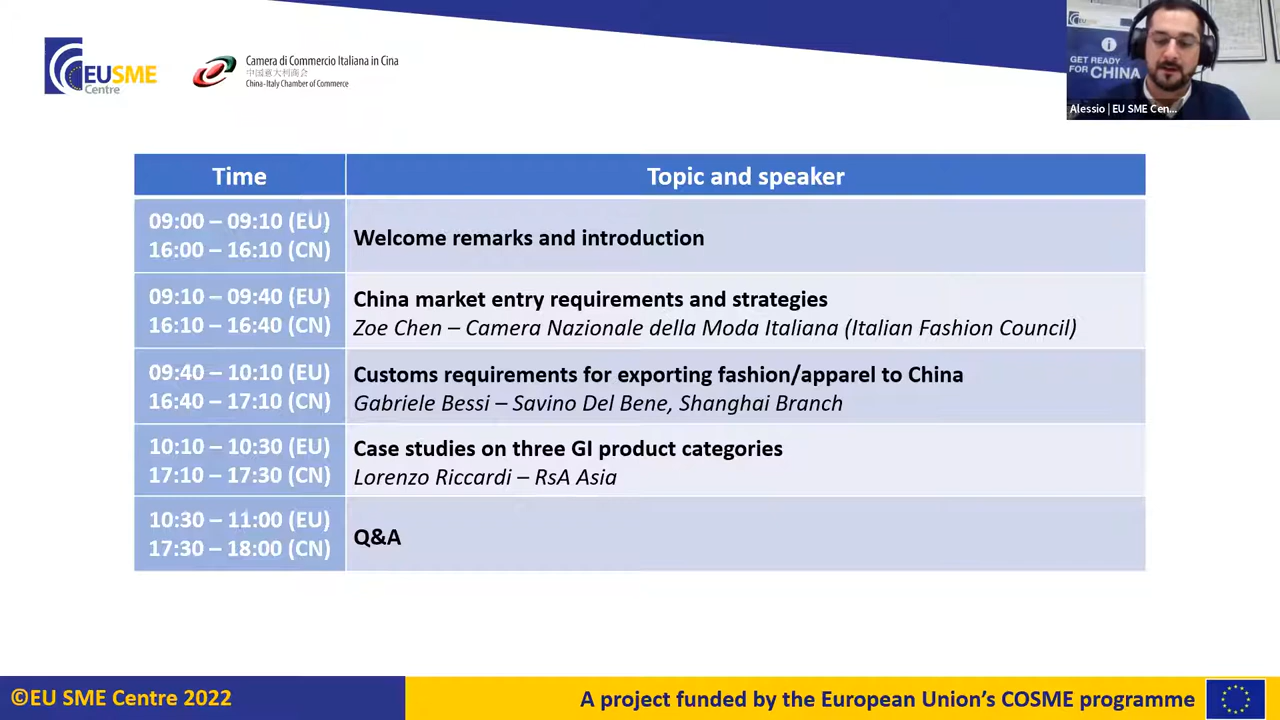 EUSME
Centre
Camera di Commercio Italiana in Cina
中国意大利商会
China-Italy Chamber of Commerce
EUSME
GET READY
FOR CHINA
Alessio | EU SME Cen...
Time
Topic and speaker
09:00 – 09:10 (EU)
16:00 – 16:10 (CN)
Welcome remarks and introduction
09:10 – 09:40 (EU)
16:10 – 16:40 (CN)
China market entry requirements and strategies
Zoe Chen – Camera Nazionale della Moda Italiana (Italian Fashion Council)
09:40 – 10:10 (EU)
16:40 – 17:10 (CN)
Customs requirements for exporting fashion/apparel to China
Gabriele Bessi – Savino Del Bene, Shanghai Branch
10:10 – 10:30 (EU)
17:10 – 17:30 (CN)
Case studies on three GI product categories
Lorenzo Riccardi – RsA Asia
10:30 – 11:00 (EU)
17:30 – 18:00 (CN)
Q&A
©EU SME Centre 2022
A project funded by the European Union’s COSME programme